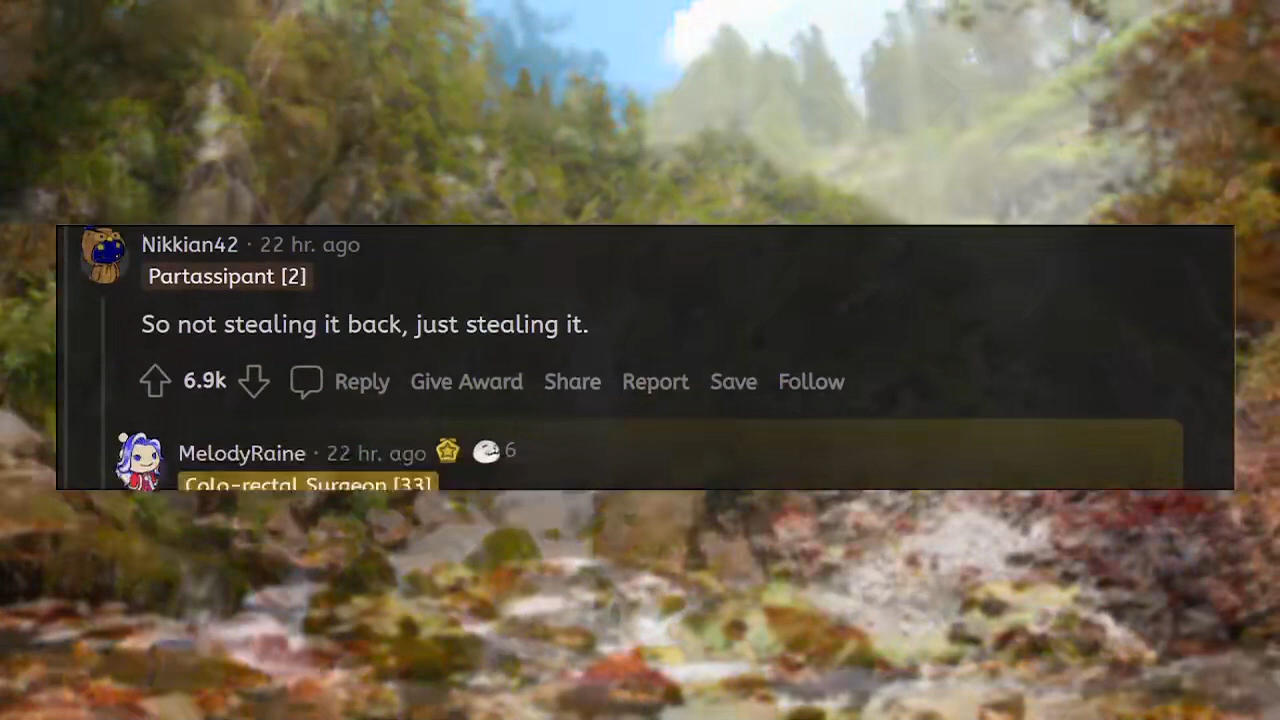 Nikkian42 · 22 hr. ago
Partassipant [2]
So not stealing it back, just stealing it.
6.9k Reply Give Award Share Report Save Follow
MelodyRaine · 22 hr. ago 6
Colo-rectal Surgeon [33]